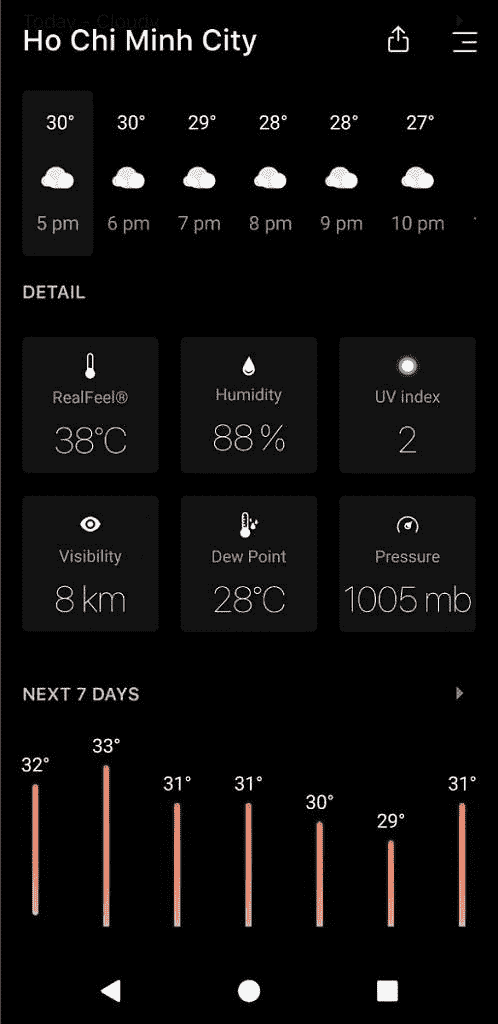 Today - Cloudy
Ho Chi Minh City
30° 30° 29° 28° 28° 27°
5 pm 6 pm 7 pm 8 pm 9 pm 10 pm
DETAIL
RealFeel® Humidity UV index
38°C 88% 2
Visibility Dew Point Pressure
8 km 28°C 1005 mb
NEXT 7 DAYS
32° 33° 31° 31° 30° 29° 31°